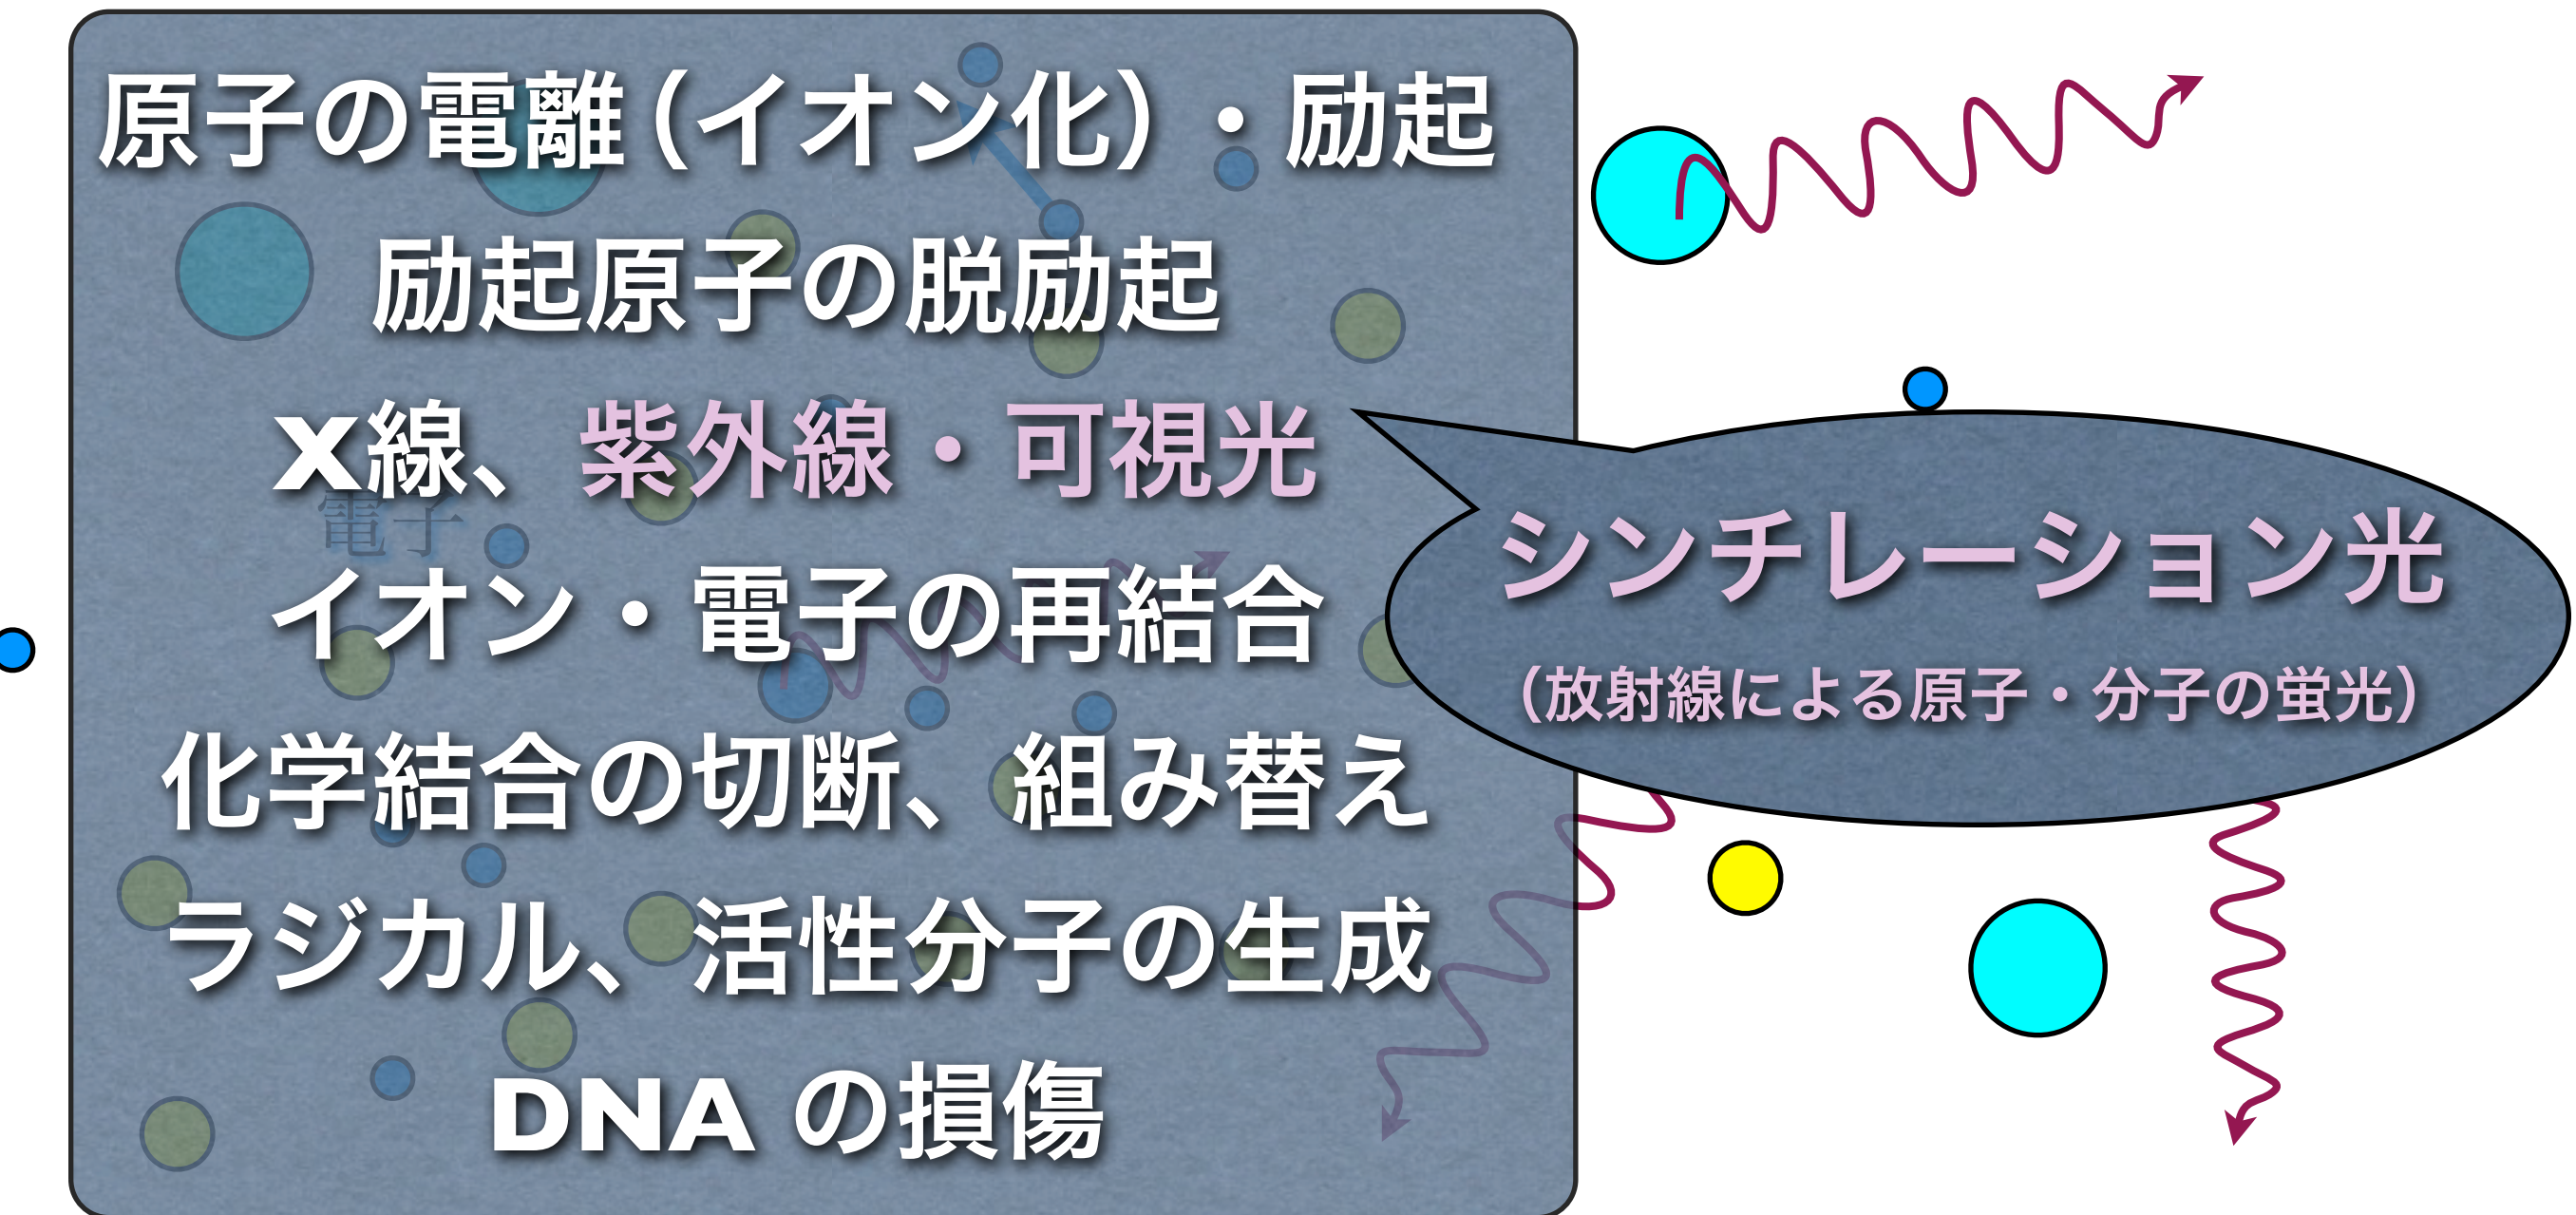 原子の電離（イオン化）・励起
励起原子の脱励起
X線、紫外線・可視光
電子
イオン・電子の再結合
化学結合の切断、組み替え
ラジカル、活性分子の生成
DNA の損傷
シンチレーション光
（放射線による原子・分子の蛍光）